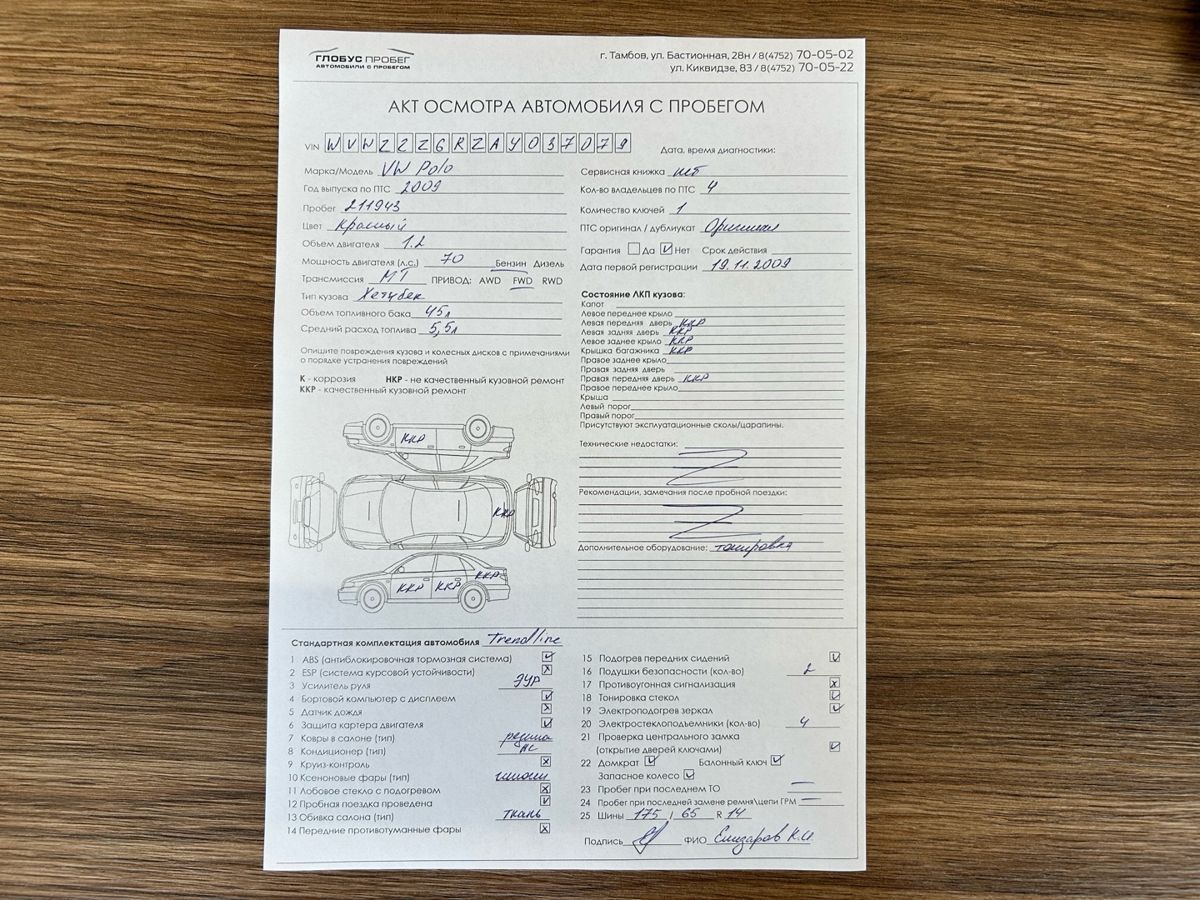 ГЛОБУС ПРОБЕГ
АВТОМОБИЛИ С ПРОБЕГОМ
г. Тамбов, ул. Бастионная, 28н / 8(4752) 70-05-02
ул. Киквидзе, 83 / 8(4752) 70-05-22
АКТ ОСМОТРА АВТОМОБИЛЯ С ПРОБЕГОМ
VIN WVWZZZ6RZAY037079
Дата, время диагностики:
Марка/Модель VW Polo
Год выпуска по ПТС 2009
Пробег 211943
Цвет красный
Объем двигателя 1.2
Мощность двигателя (л.с.) 70 Бензин Дизель
Трансмиссия МТ ПРИВОД: AWD FWD RWD
Тип кузова Хетчбек
Объем топливного бака 45л
Средний расход топлива 5,5л
Опишите повреждения кузова и колесных дисков с примечаниями
о порядке устранения повреждений
К - коррозия НКР - не качественный кузовной ремонт
ККР - качественный кузовной ремонт
ККР
ККР
ККР ККР ККР
Сервисная книжка нет
Кол-во владельцев по ПТС 4
Количество ключей 1
ПТС оригинал / дубликат Оригинал
Гарантия Да Нет Срок действия
Дата первой регистрации 19.11.2009
Состояние ЛКП кузова:
Капот
Левое переднее крыло
Левая передняя дверь ККР
Левая задняя дверь ККР
Левое заднее крыло ККР
Крышка багажника ККР
Правое заднее крыло
Правая задняя дверь
Правая передняя дверь ККР
Правое переднее крыло
Крыша
Левый порог
Правый порог
Присутствуют эксплуатационные сколы/царапины.
Технические недостатки:
Рекомендации, замечания после пробной поездки:
Дополнительное оборудование: тонировка
Стандартная комплектация автомобиля Trendline
1 ABS (антиблокировочная тормозная система)
2 ESP (система курсовой устойчивости)
3 Усилитель руля ЭУР
4 Бортовой компьютер с дисплеем
5 Датчик дождя
6 Защита картера двигателя
7 Ковры в салоне (тип) резина
8 Кондиционер (тип) АС
9 Круиз-контроль
10 Ксеноновые фары (тип)
11 Лобовое стекло с подогревом
12 Пробная поездка проведена
13 Обивка салона (тип) ткань
14 Передние противотуманные фары
15 Подогрев передних сидений
16 Подушки безопасности (кол-во) 2
17 Противоугонная сигнализация
18 Тонировка стекол
19 Электроподогрев зеркал
20 Электростеклоподъемники (кол-во) 4
21 Проверка центрального замка
(открытие дверей ключами)
22 Домкрат Балонный ключ
Запасное колесо
23 Пробег при последнем ТО —
24 Пробег при последней замене ремня\цепи ГРМ —
25 Шины 175 / 65 R 14
Подпись ФИО Елизаров К.И